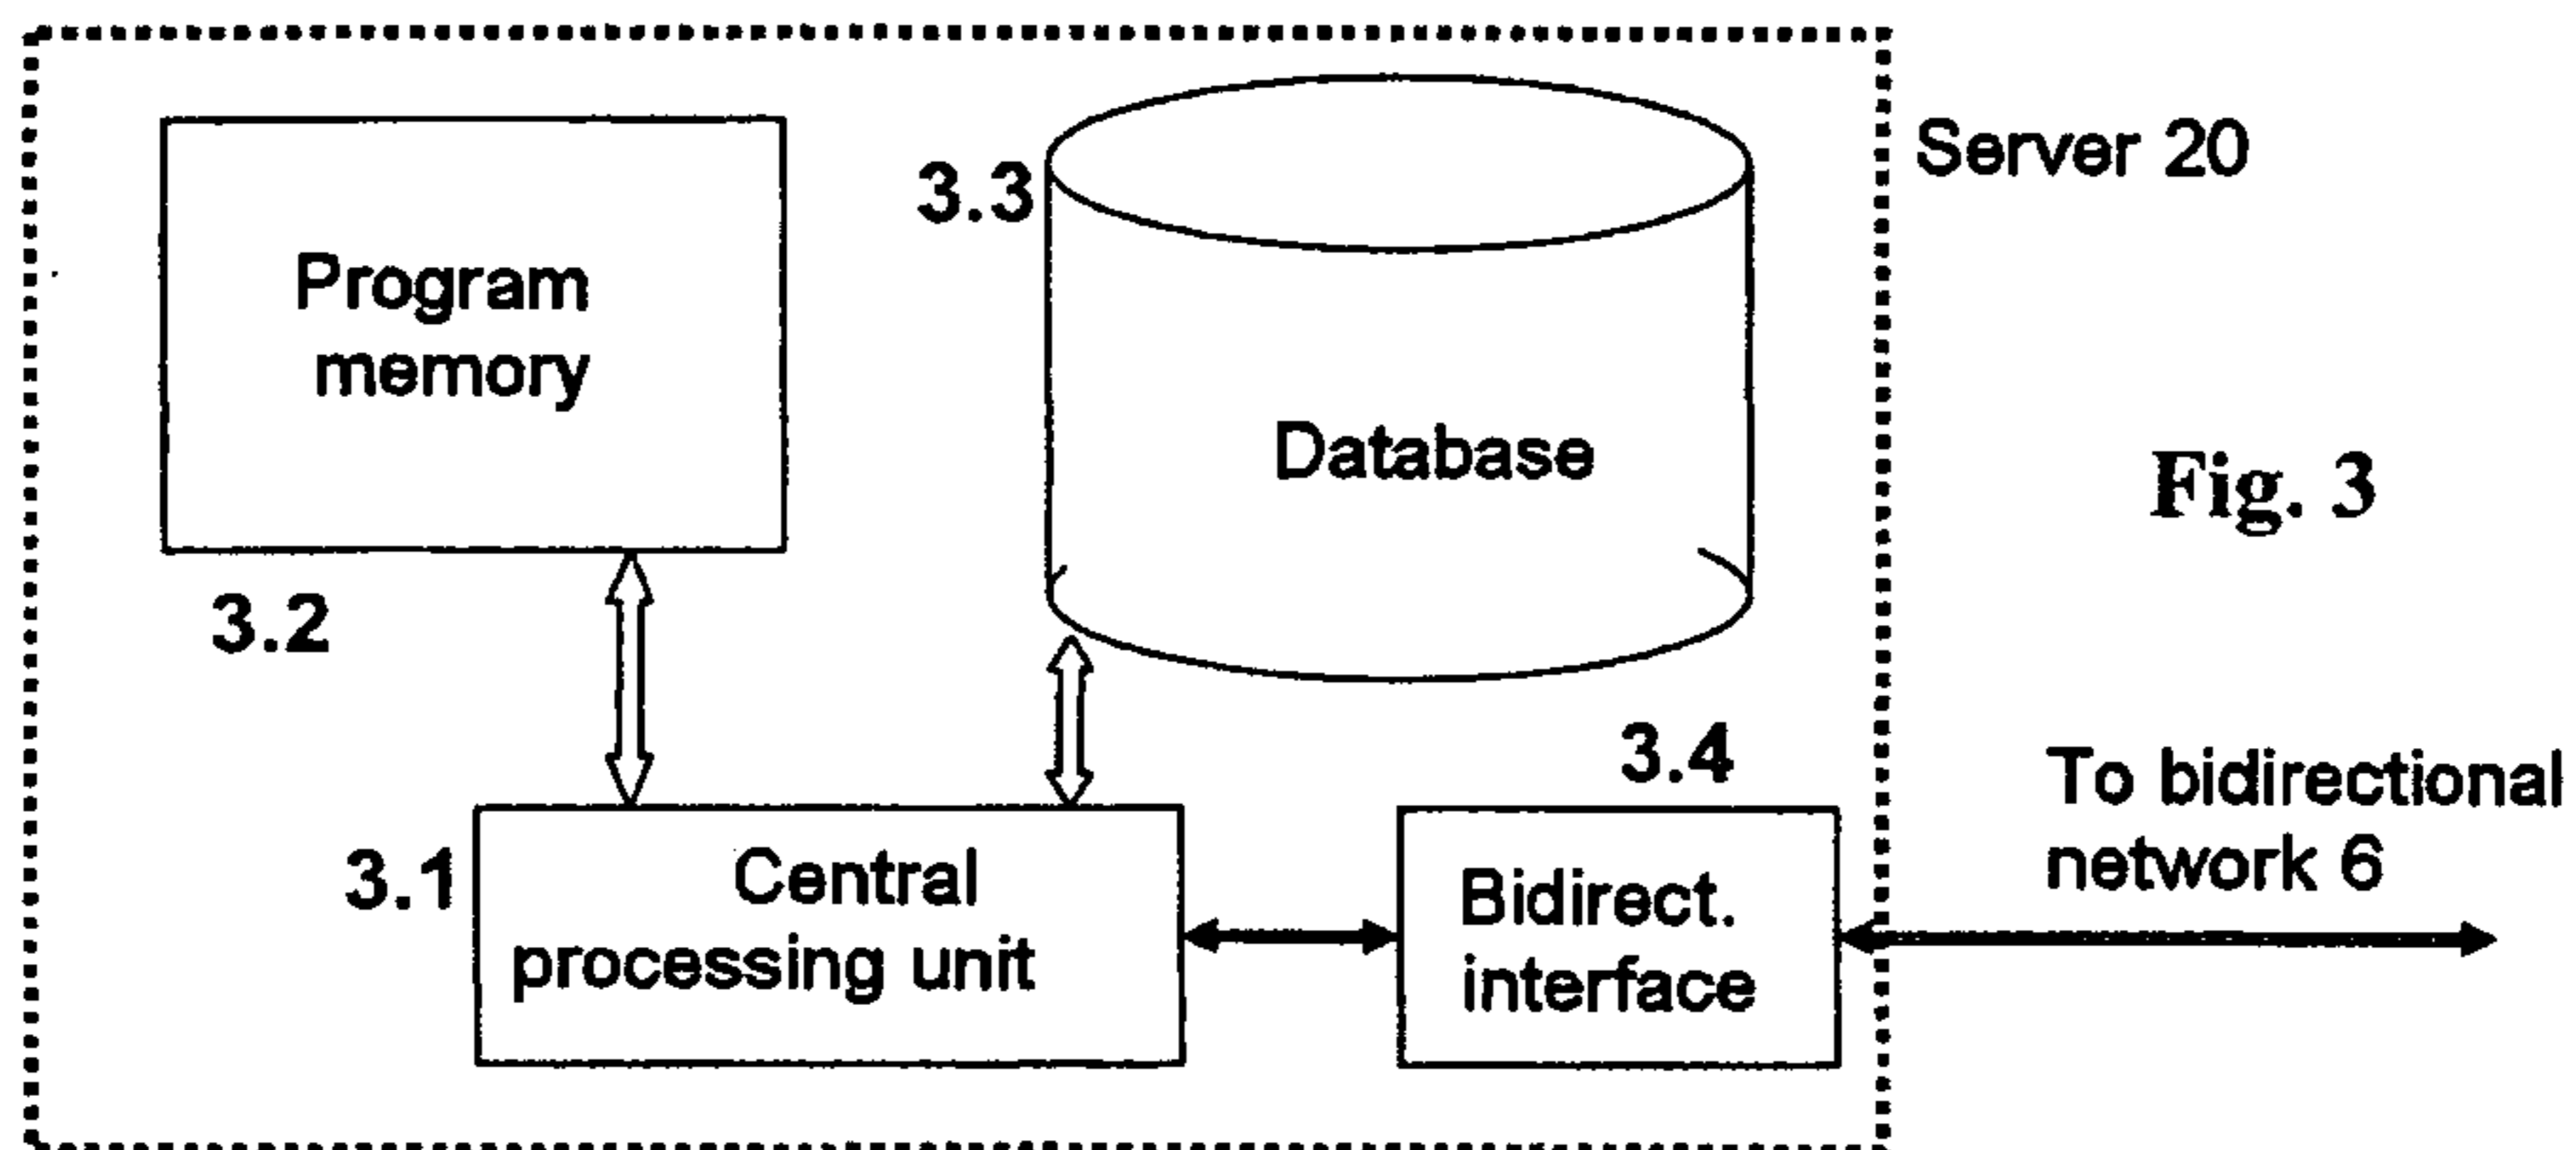 Server 20
Program
memory
3.3
Database
Fig. 3
3.2
3.4
To bidirectional
network 6
3.1
Central
processing unit
Bidirect.
interface